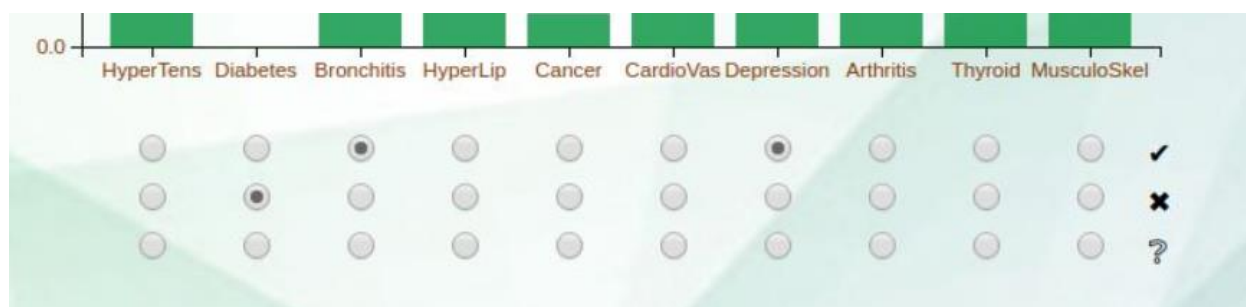 0.0
HyperTens Diabetes Bronchitis HyperLip Cancer CardioVas Depression Arthritis Thyroid MusculoSkel
✔
✖
?